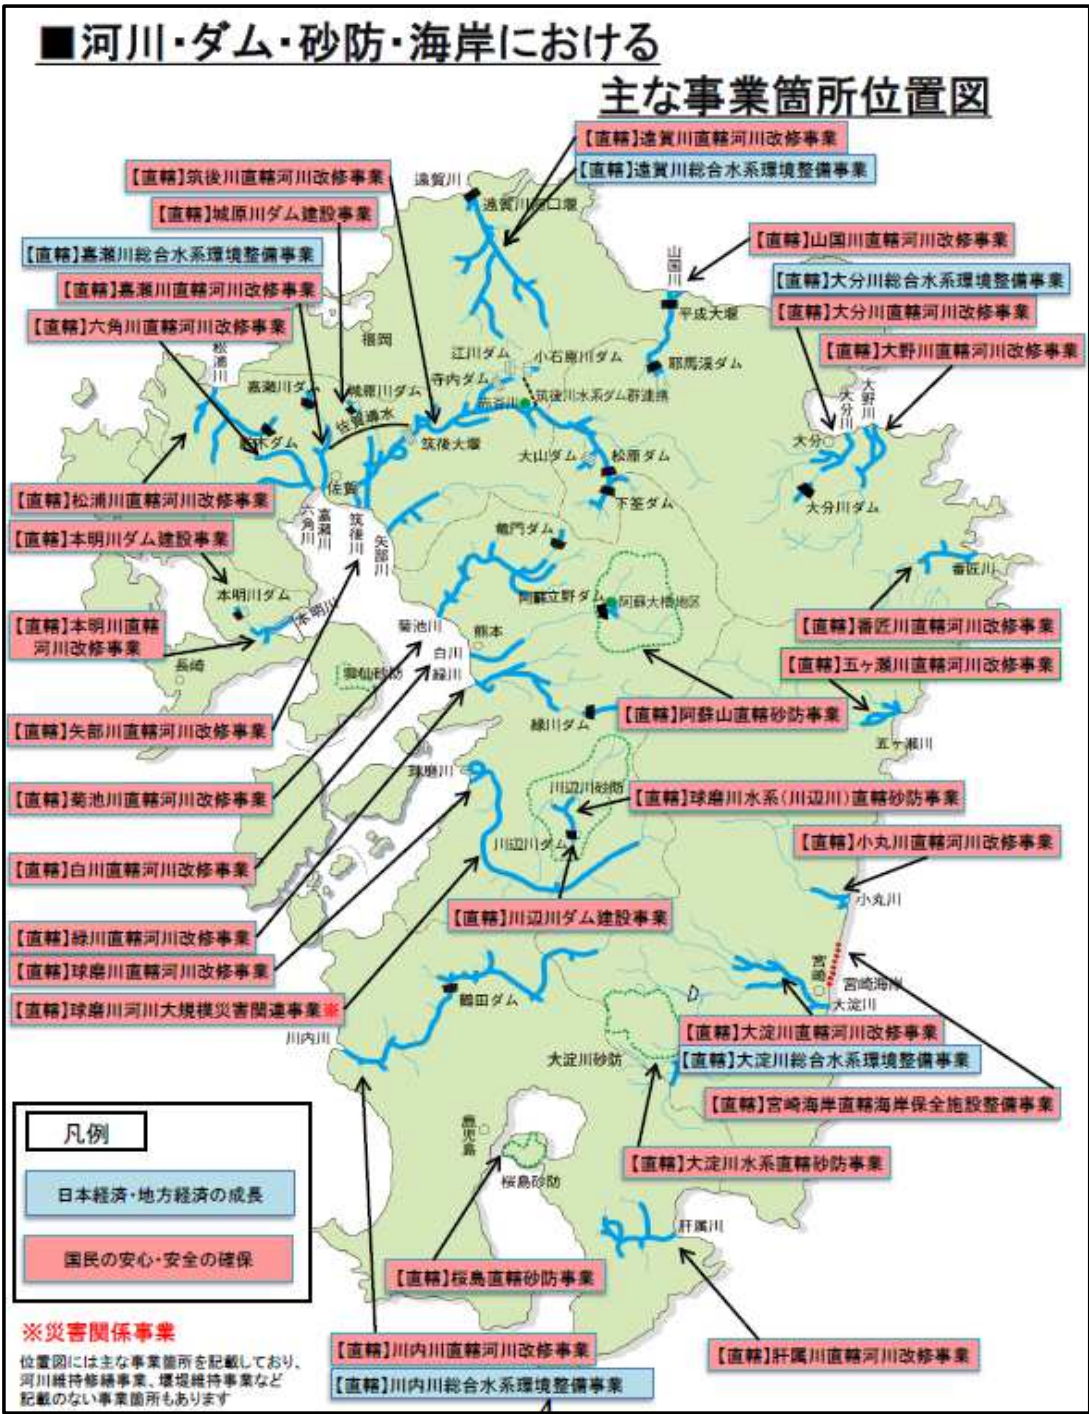 ■河川・ダム・砂防・海岸における
主な事業箇所位置図
【直轄】遠賀川直轄河川改修事業
【直轄】遠賀川総合水系環境整備事業
【直轄】筑後川直轄河川改修事業
【直轄】城原川ダム建設事業
【直轄】嘉瀬川総合水系環境整備事業
【直轄】嘉瀬川直轄河川改修事業
【直轄】六角川直轄河川改修事業
【直轄】山国川直轄河川改修事業
【直轄】大分川総合水系環境整備事業
【直轄】大分川直轄河川改修事業
【直轄】大野川直轄河川改修事業
遠賀川
遠賀川河口堰
山国川
平成大堰
耶馬渓ダム
福岡
松浦川
江川ダム
小石原川ダム
寺内ダム
嘉瀬川ダム
城原川ダム
佐賀導水
赤谷川
筑後川水系ダム群連携
筑後大堰
大山ダム
松原ダム
下筌ダム
大分
大分川
大野川
大分川ダム
佐賀
六角川
嘉瀬川
筑後川
矢部川
竜門ダム
番匠川
【直轄】松浦川直轄河川改修事業
【直轄】本明川ダム建設事業
本明川ダム
本明川
【直轄】本明川直轄
河川改修事業
長崎
雲仙砂防
菊池川
白川
緑川
熊本
阿蘇立野ダム
阿蘇大橋地区
【直轄】番匠川直轄河川改修事業
【直轄】五ヶ瀬川直轄河川改修事業
【直轄】阿蘇山直轄砂防事業
緑川ダム
五ヶ瀬川
【直轄】矢部川直轄河川改修事業
【直轄】菊池川直轄河川改修事業
【直轄】白川直轄河川改修事業
【直轄】緑川直轄河川改修事業
【直轄】球磨川直轄河川改修事業
【直轄】球磨川河川大規模災害関連事業※
球磨川
川辺川砂防
川辺川ダム
【直轄】球磨川水系(川辺川)直轄砂防事業
【直轄】小丸川直轄河川改修事業
小丸川
【直轄】川辺川ダム建設事業
鶴田ダム
川内川
宮崎
宮崎海岸
大淀川
【直轄】大淀川直轄河川改修事業
【直轄】大淀川総合水系環境整備事業
大淀川砂防
【直轄】宮崎海岸直轄海岸保全施設整備事業
【直轄】大淀川水系直轄砂防事業
鹿児島
桜島砂防
肝属川
【直轄】桜島直轄砂防事業
【直轄】川内川直轄河川改修事業
【直轄】川内川総合水系環境整備事業
【直轄】肝属川直轄河川改修事業
凡例
日本経済・地方経済の成長
国民の安心・安全の確保
※災害関係事業
位置図には主な事業箇所を記載しており、
河川維持修繕事業、堰堤維持事業など
記載のない事業箇所もあります